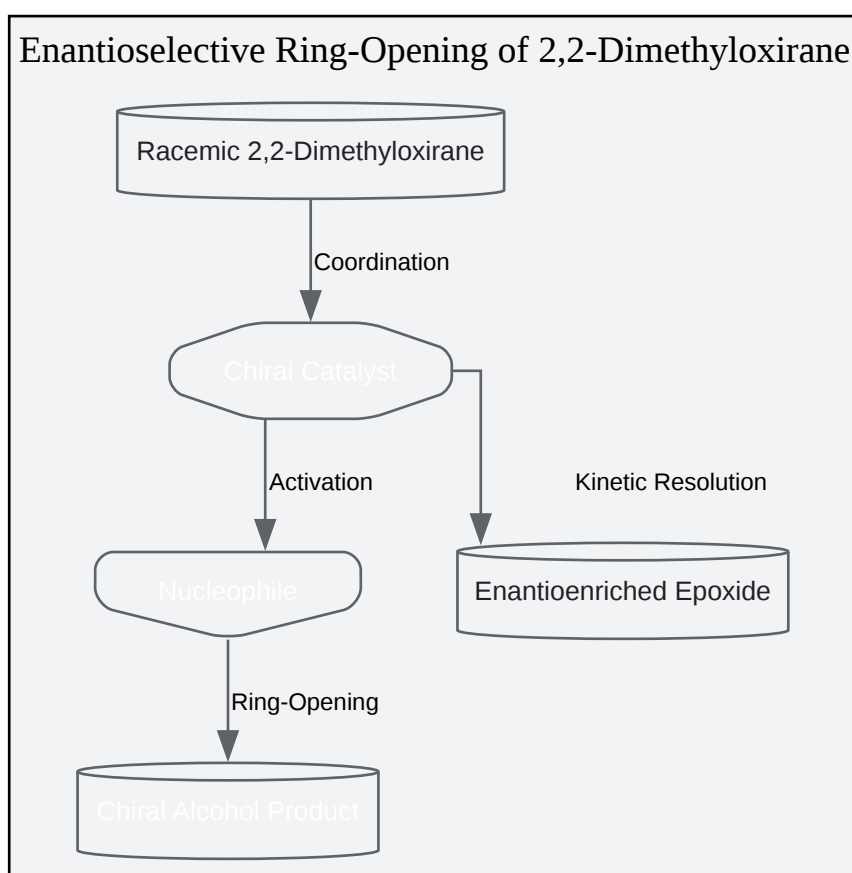 Enantioselective Ring-Opening of 2,2-Dimethyloxirane
Racemic 2,2-Dimethyloxirane
Coordination
Chiral Catalyst
Activation
Kinetic Resolution
Nucleophile
Enantioenriched Epoxide
Ring-Opening
Chiral Alcohol Product